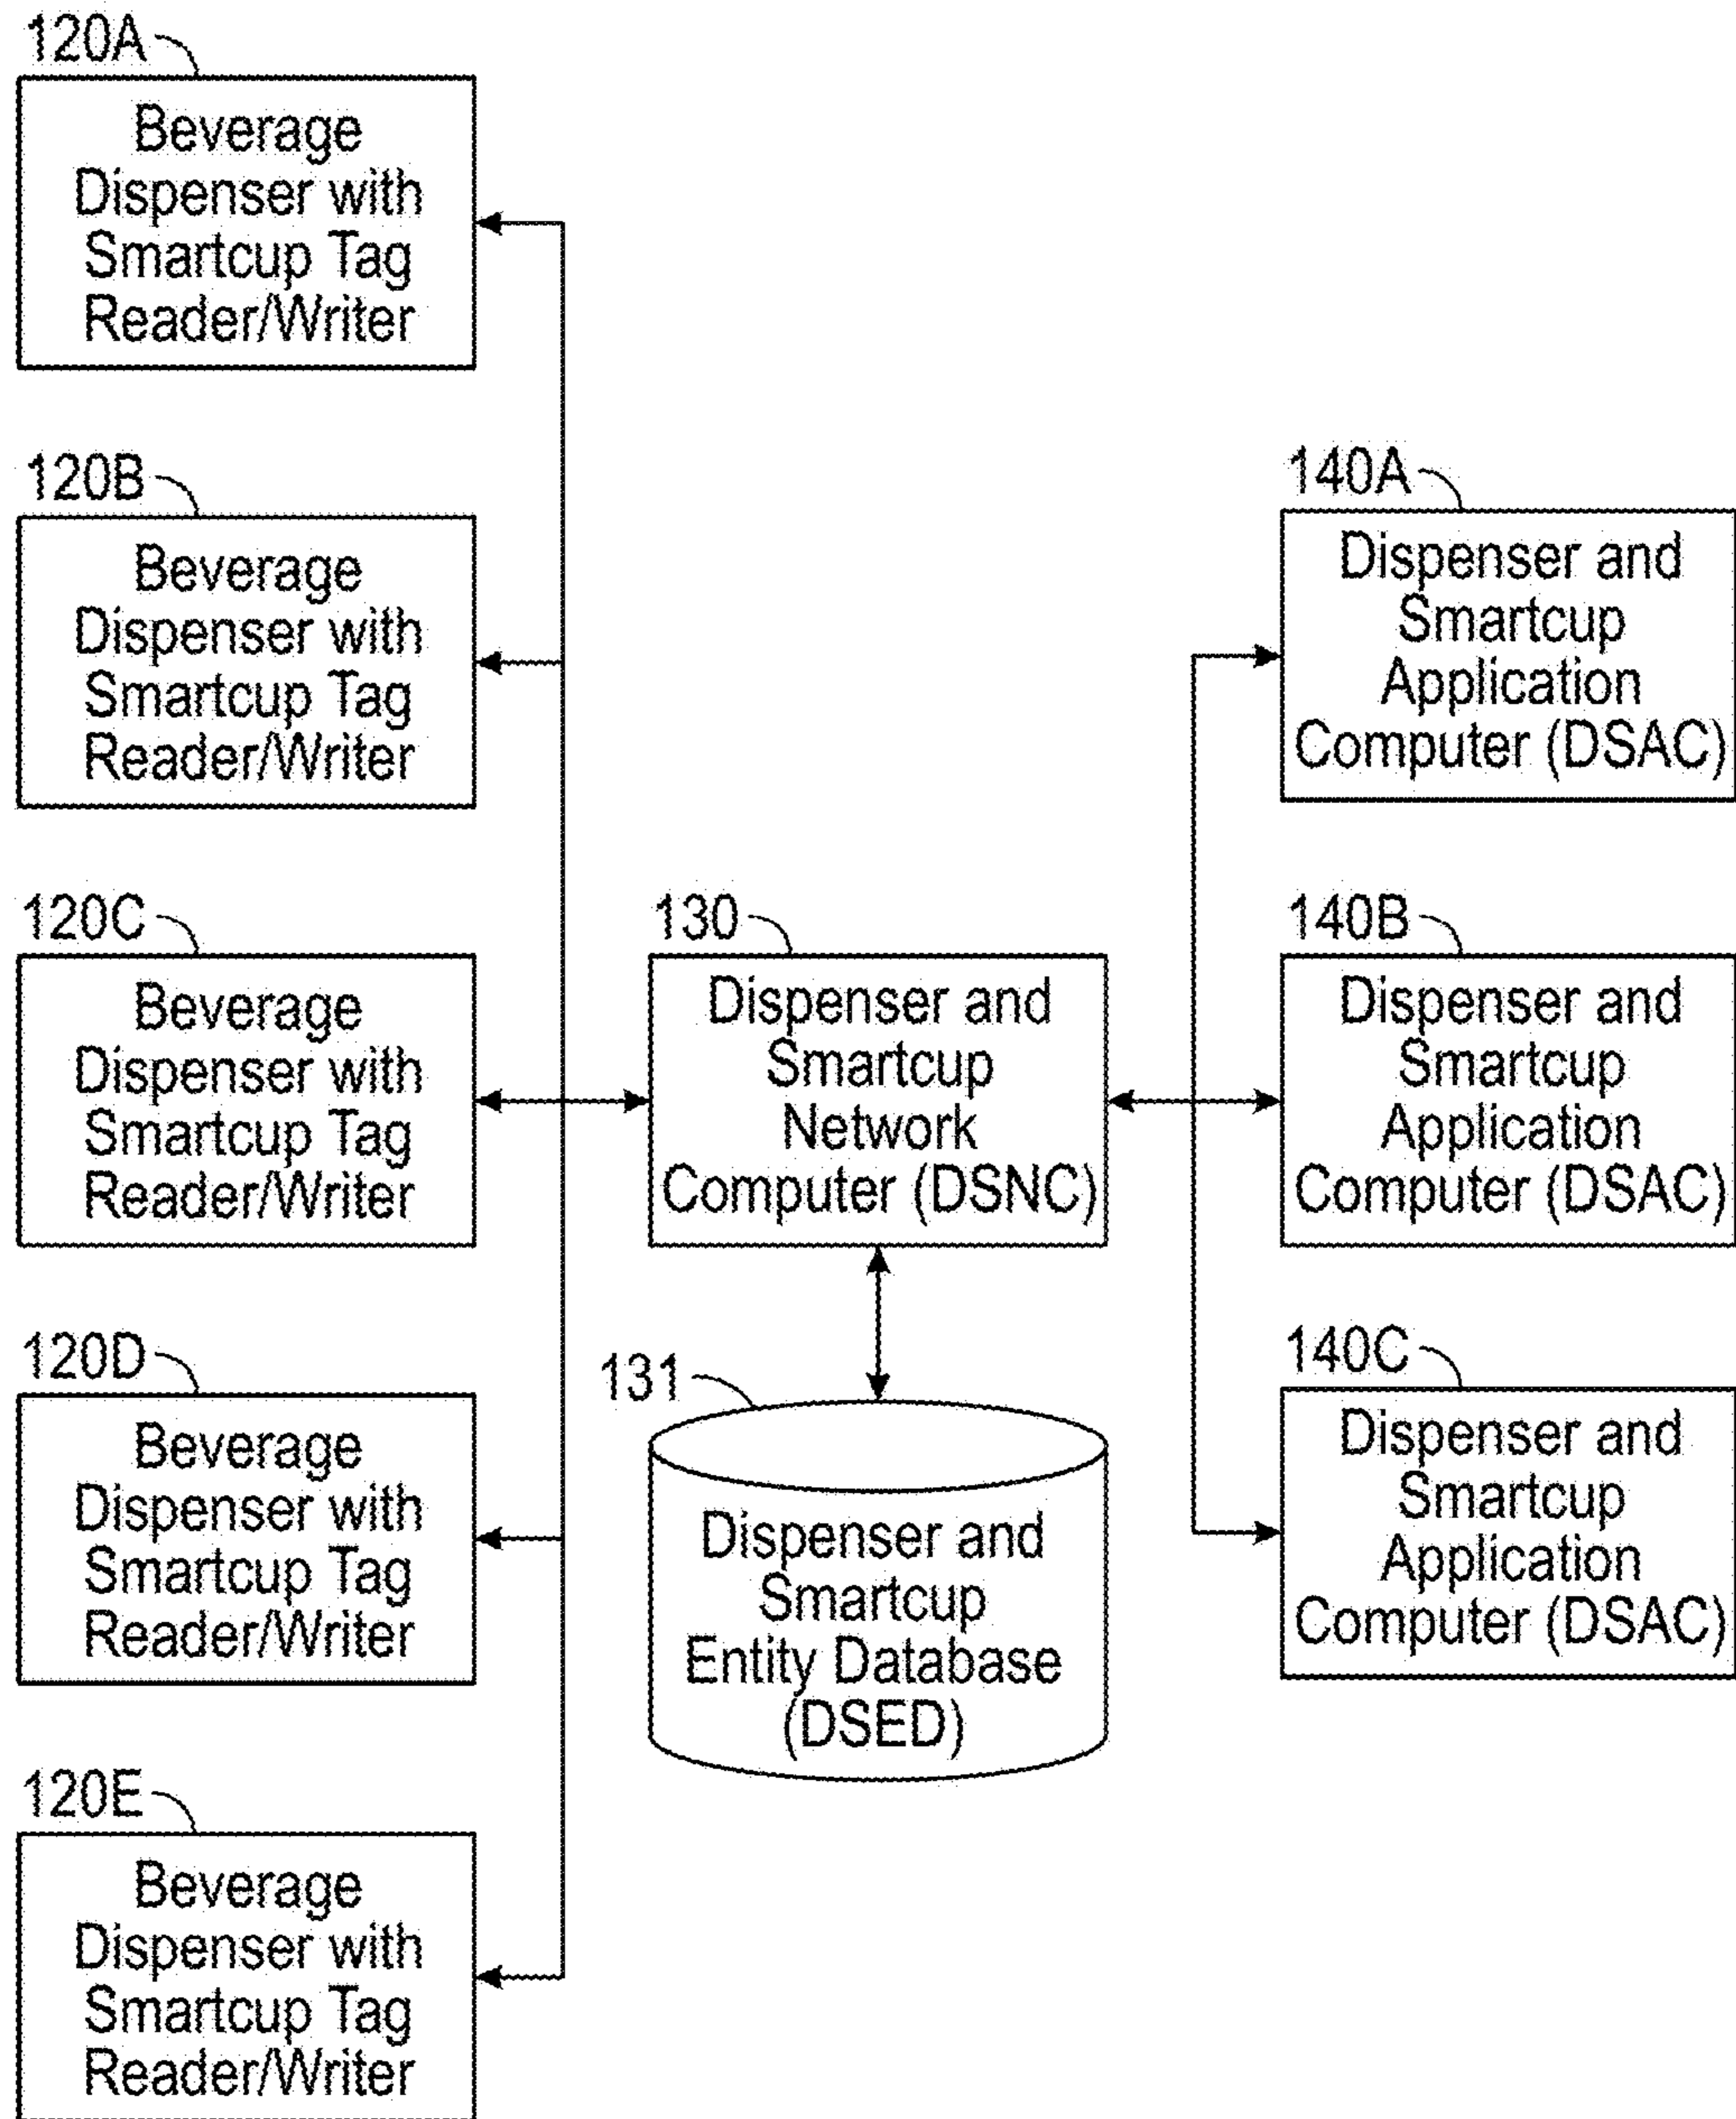 120A
Beverage
Dispenser with
Smartcup Tag
Reader/Writer
120B
Beverage
Dispenser with
Smartcup Tag
Reader/Writer
120C
Beverage
Dispenser with
Smartcup Tag
Reader/Writer
120D
Beverage
Dispenser with
Smartcup Tag
Reader/Writer
120E
Beverage
Dispenser with
Smartcup Tag
Reader/Writer
130
Dispenser and
Smartcup
Network
Computer (DSNC)
131
Dispenser and
Smartcup
Entity Database
(DSED)
140A
Dispenser and
Smartcup
Application
Computer (DSAC)
140B
Dispenser and
Smartcup
Application
Computer (DSAC)
140C
Dispenser and
Smartcup
Application
Computer (DSAC)